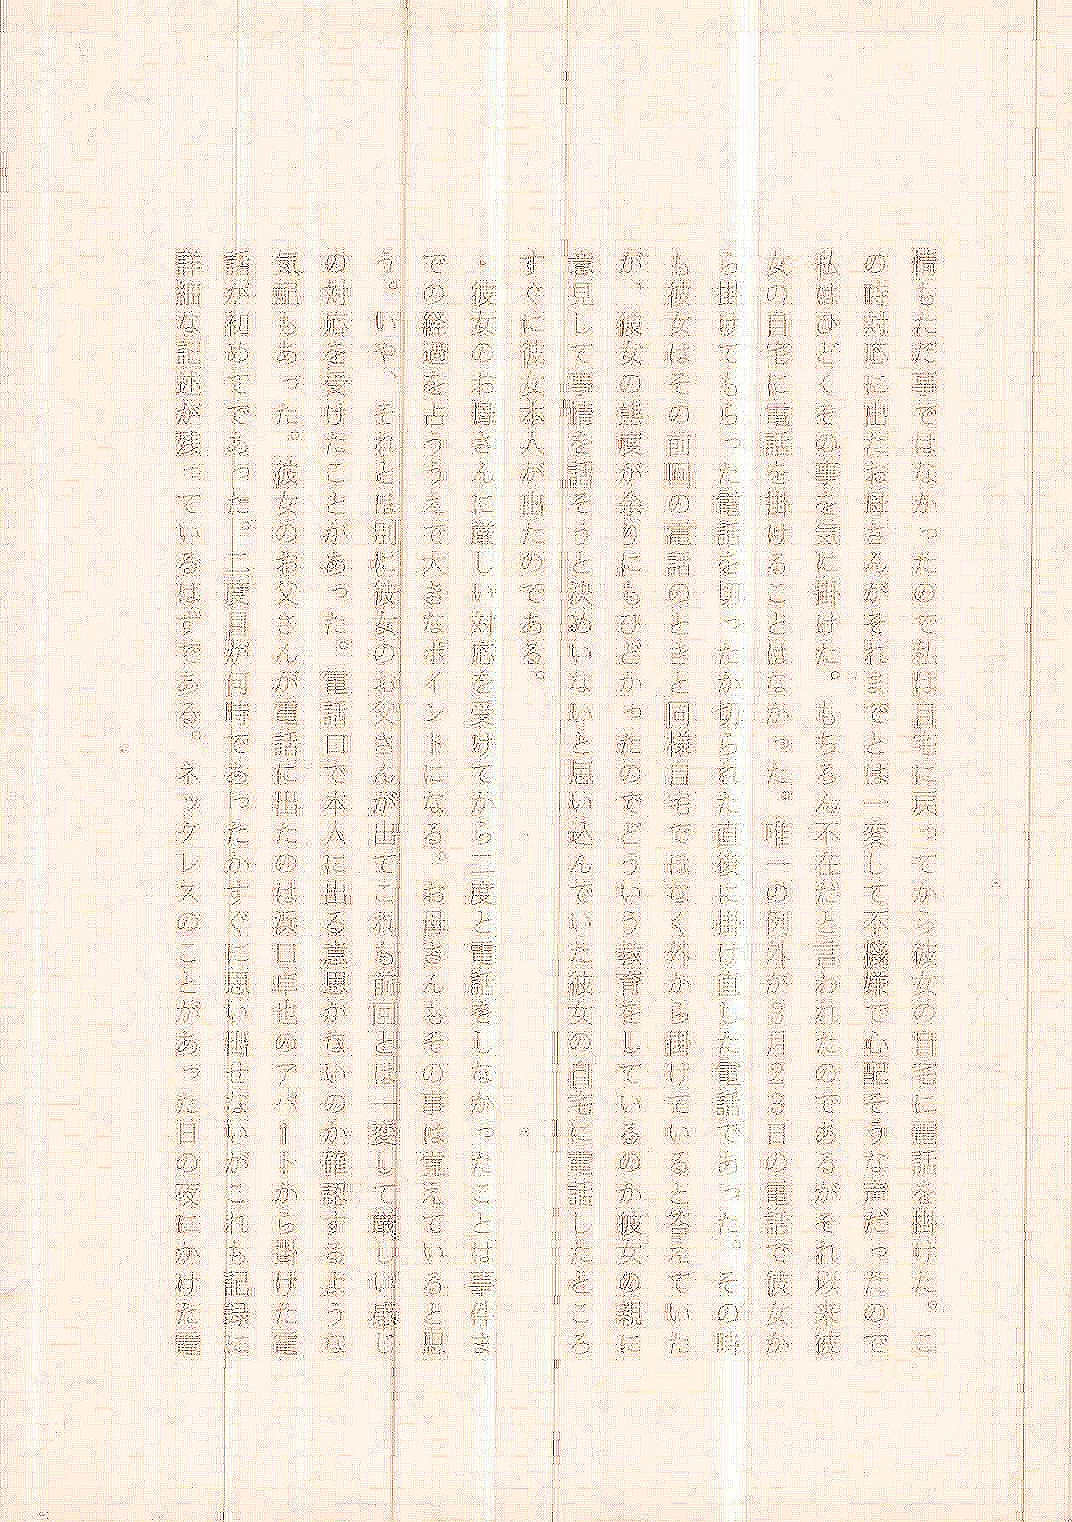 情もただ事ではなかったので私は自宅に戻ってから彼女の自宅に電話を掛けた。こ
の時対応に出たお母さんがそれまでとは一変して不機嫌で心配そうな声だったので
私はひどくその事を気に掛けた。もちろん不在だと言われたのであるがそれ以来彼
女の自宅に電話を掛けることはなかった。唯一の例外が3月23日の電話で彼女か
ら掛けてもらった電話を切ったか切られた直後に掛け直した電話であった。その時
も彼女はその前回の電話のときと同様自宅ではなく外から掛けていると答えていた
が、彼女の態度が余りにもひどかったのでどういう教育をしているのか彼女の親に
意見して事情を話そうと決めいないと思い込んでいた彼女の自宅に電話したところ
すぐに彼女本人が出たのである。
・彼女のお母さんに厳しい対応を受けてから二度と電話をしなかったことは事件ま
での経過を占ううえで大きなポイントになる。お母さんもその事は覚えていると思
う。いや、それとは別に彼女のお父さんが出てこれも前回とは一変して厳しい感じ
の対応を受けたことがあった。電話口で本人に出る意思がないのか確認するような
気配もあった。彼女のお父さんが電話に出たのは浜口卓也のアパートから掛けた電
話が初めてであった。二度目が何時であったかすぐに思い出せないがこれも記録に
詳細な記述が残っているはずである。ネックレスのことがあった日の夜にかけた電